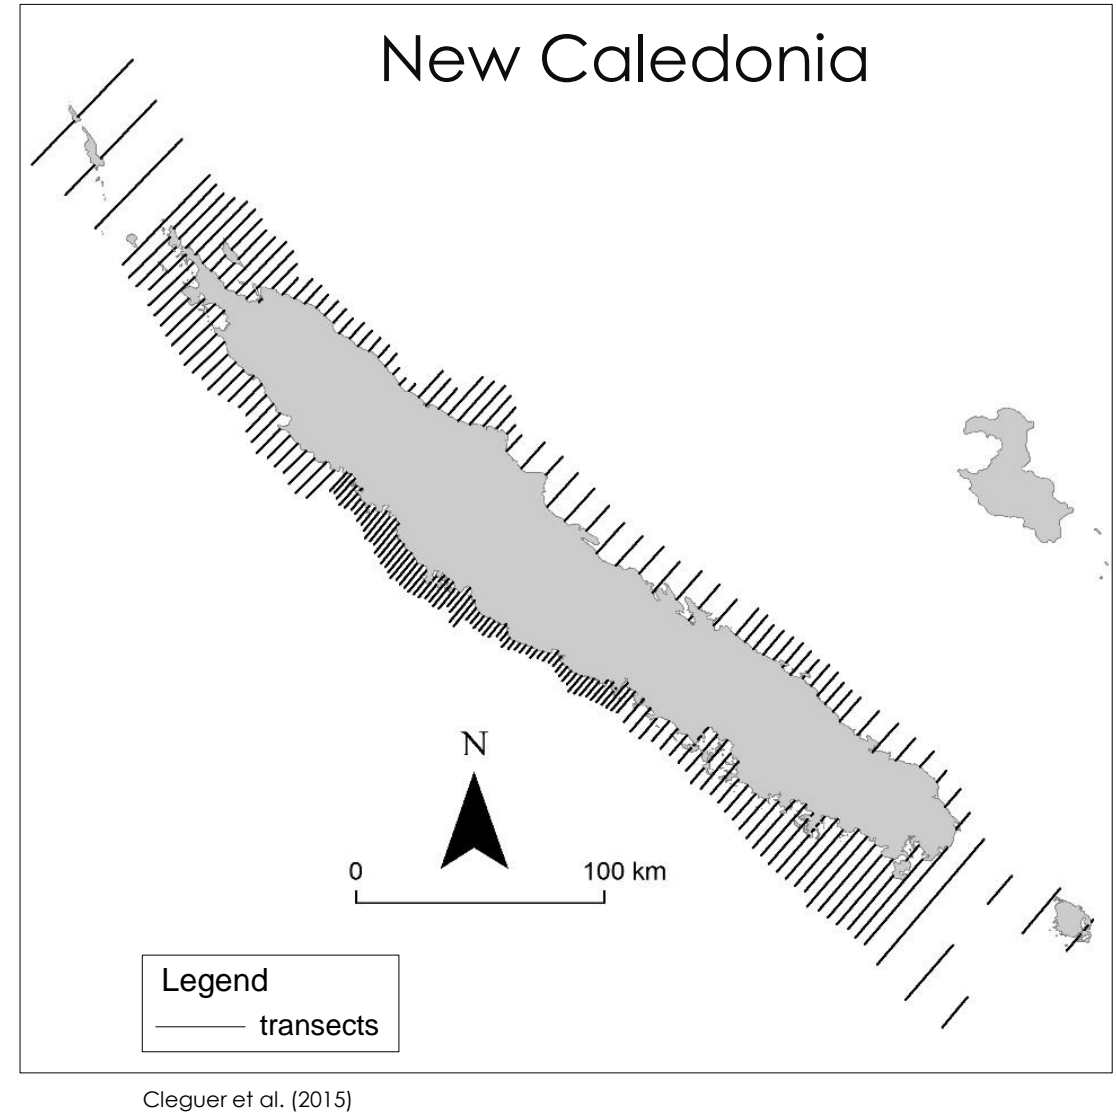 New Caledonia
N
0 100 km
Legend
transects
Cleguer et al. (2015)